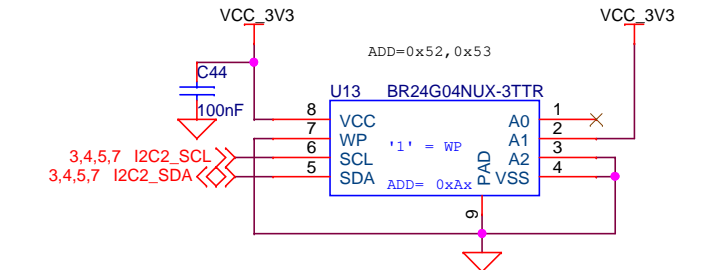 VCC_3V3 VCC_3V3
ADD=0x52,0x53
C44
100nF
U13 BR24G04NUX-3TTR
8 VCC A0 1
7 WP '1' = WP A1 2
3,4,5,7 I2C2_SCL 6 SCL A2 3
3,4,5,7 I2C2_SDA 5 SDA ADD= 0xAx PAD VSS 4
9